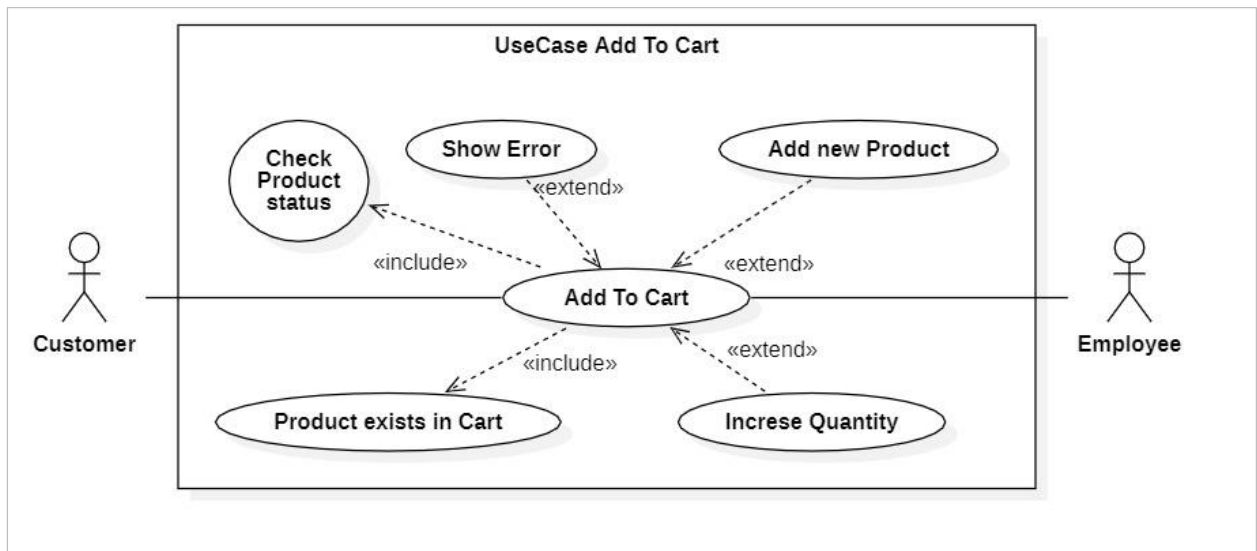 UseCase Add To Cart
Check
Product
status
Show Error
Add new Product
«extend»
«include»
«extend»
Add To Cart
Customer
Employee
«include»
«extend»
Product exists in Cart
Increse Quantity